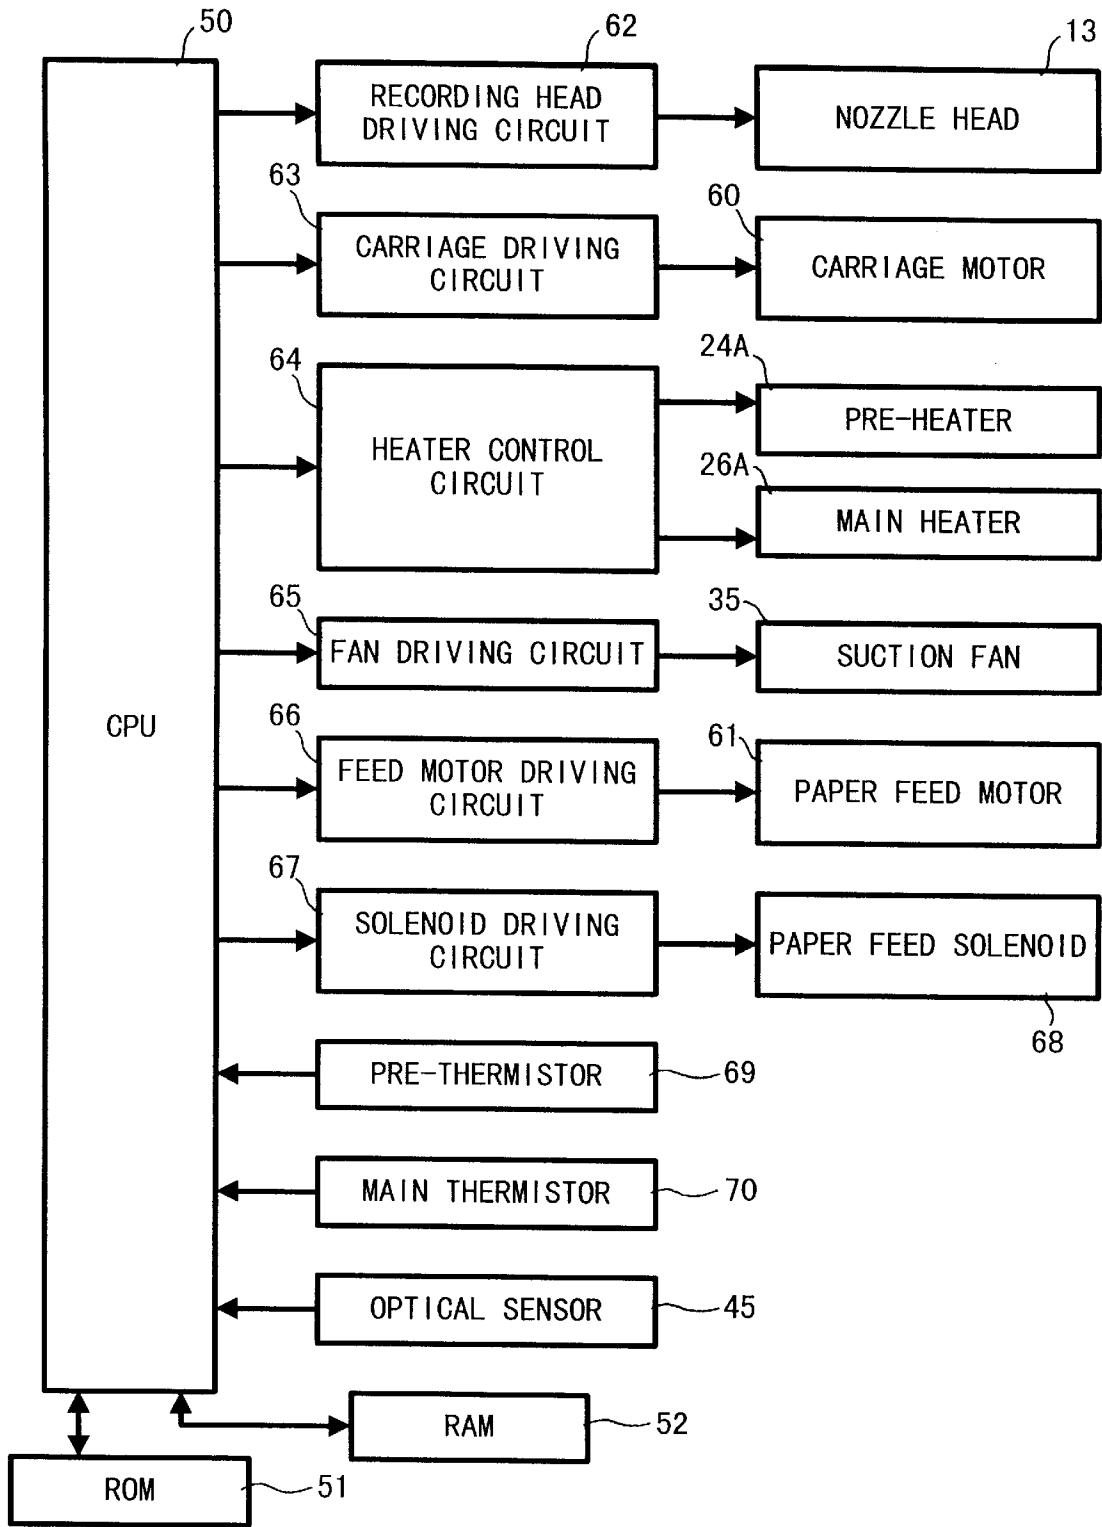 50
62
13
RECORDING HEAD
DRIVING CIRCUIT
NOZZLE HEAD
63
60
CARRIAGE DRIVING
CIRCUIT
CARRIAGE MOTOR
64
24A
HEATER CONTROL
CIRCUIT
PRE-HEATER
26A
MAIN HEATER
65
35
FAN DRIVING CIRCUIT
SUCTION FAN
CPU
66
61
FEED MOTOR DRIVING
CIRCUIT
PAPER FEED MOTOR
67
SOLENOID DRIVING
CIRCUIT
PAPER FEED SOLENOID
68
PRE-THERMISTOR
69
MAIN THERMISTOR
70
OPTICAL SENSOR
45
RAM
52
ROM
51